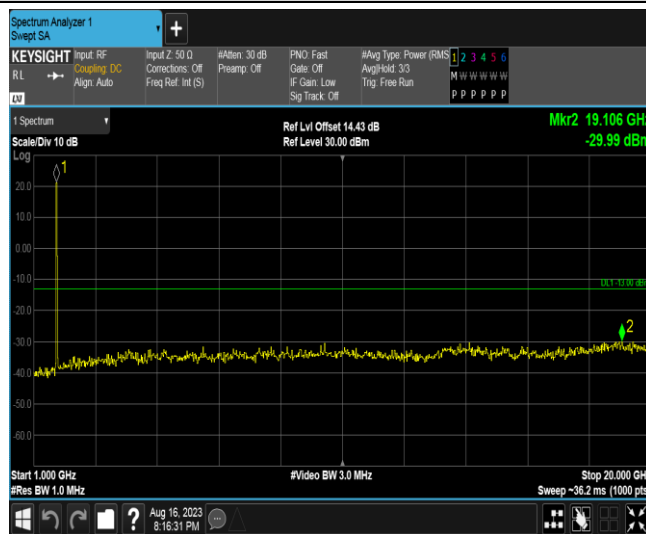 Spectrum Analyzer 1
Swept SA
+
KEYSIGHT
RL
LXI
Input: RF
Coupling: DC
Align: Auto
Input Z: 50 Ω
Corrections: Off
Freq Ref: Int (S)
#Atten: 30 dB
Preamp: Off
PNO: Fast
Gate: Off
IF Gain: Low
Sig Track: Off
#Avg Type: Power (RMS
Avg|Hold: 3/3
Trig: Free Run
1 2 3 4 5 6
M W W W W W
P P P P P P
1 Spectrum
Scale/Div 10 dB
Log
Ref Lvl Offset 14.43 dB
Ref Level 30.00 dBm
Mkr2 19.106 GHz
-29.99 dBm
1
20.0
10.0
0.00
-10.0
DL1 -13.00 dBm
-20.0
2
-30.0
-40.0
-50.0
-60.0
Start 1.000 GHz
#Video BW 3.0 MHz
Stop 20.000 GHz
#Res BW 1.0 MHz
Sweep ~36.2 ms (1000 pts
?
Aug 16, 2023
8:16:31 PM